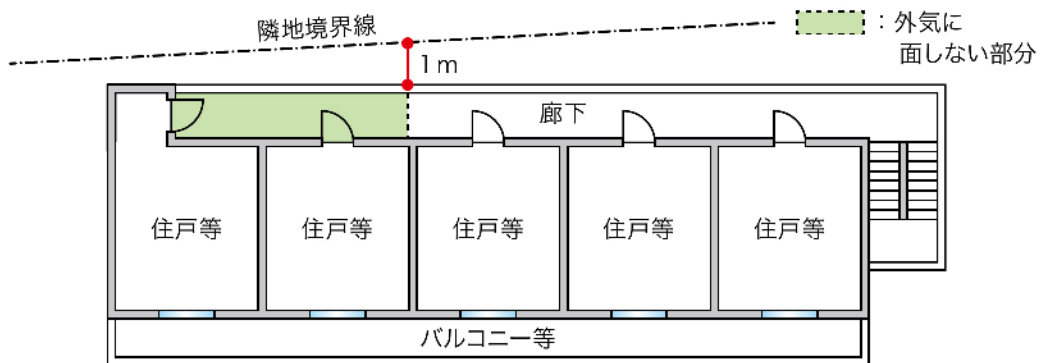 隣地境界線
：外気に
面しない部分
1m
廊下
住戸等
住戸等
住戸等
住戸等
住戸等
バルコニー等